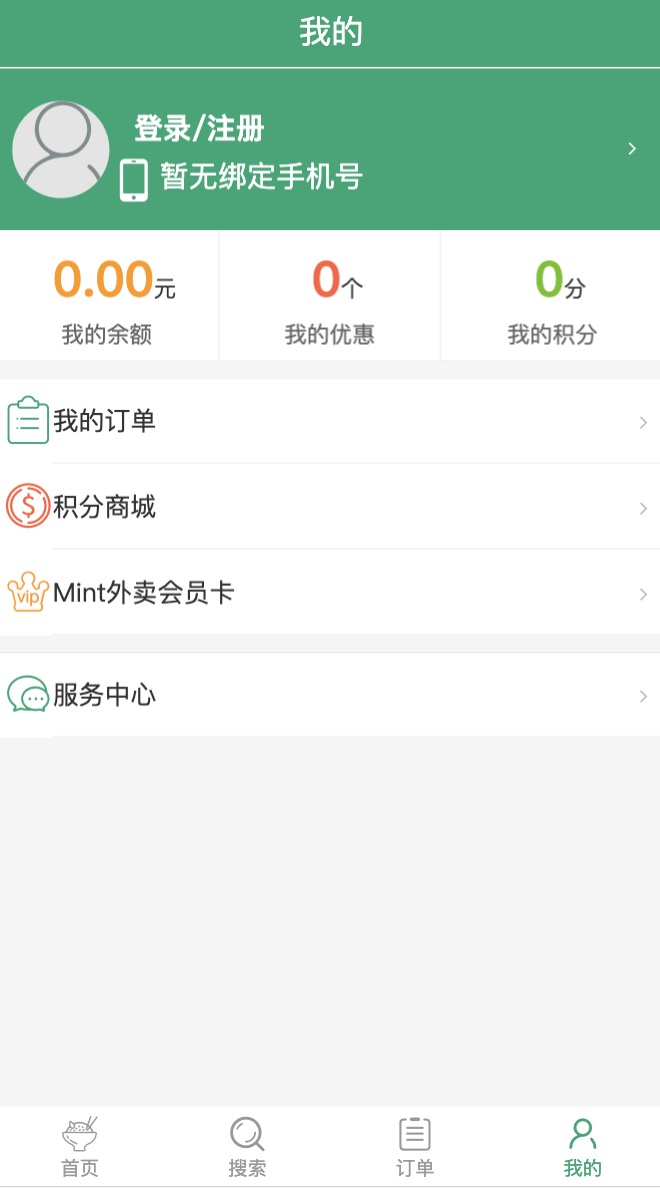 我的
登录/注册
暂无绑定手机号
0.00元
0个
0分
我的余额
我的优惠
我的积分
我的订单
积分商城
vip
Mint外卖会员卡
服务中心
首页
搜索
订单
我的